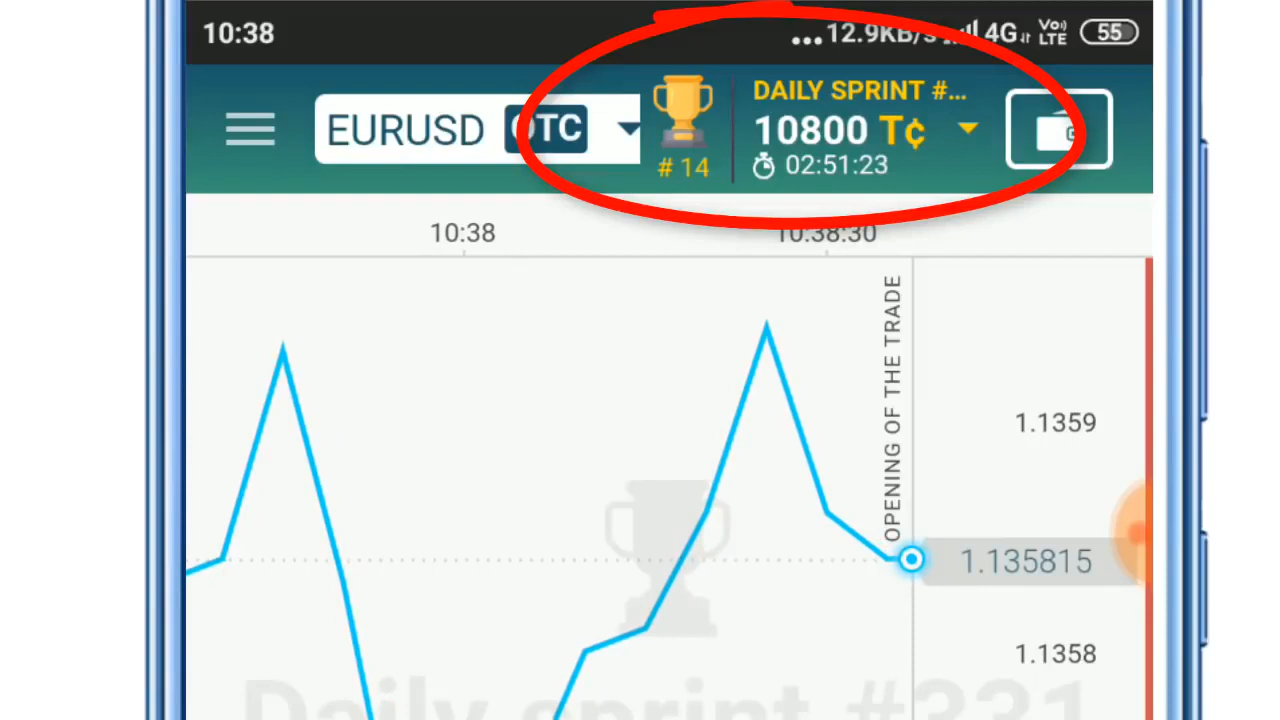 10:38
...12.9KB/s 4G Vo)) LTE 55
EURUSD OTC
# 14
DAILY SPRINT #...
10800 T₵
02:51:23
10:38
10:38:30
OPENING OF THE TRADE
1.1359
1.135815
1.1358
Daily sprint #331